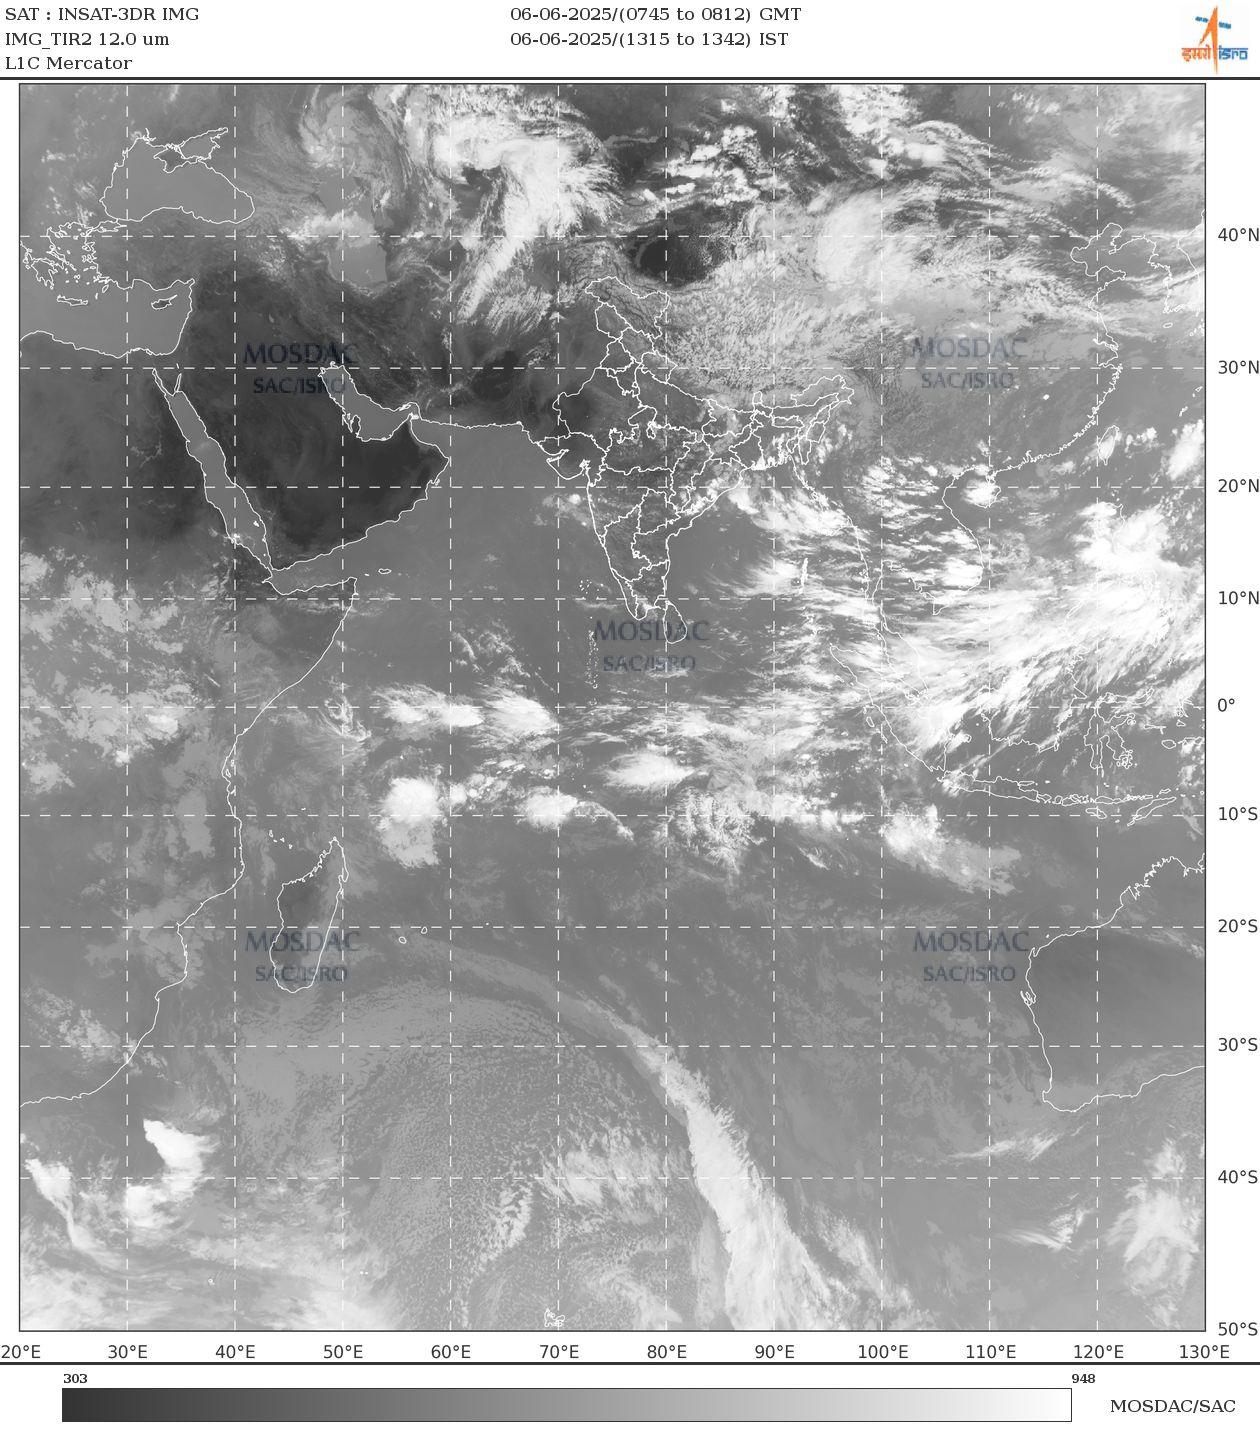 SAT : INSAT-3DR IMG
IMG_TIR2 12.0 um
L1C Mercator
06-06-2025/(0745 to 0812) GMT
06-06-2025/(1315 to 1342) IST
इसरो isro
40°N
MOSDAC
SAC/ISRO
MOSDAC
SAC/ISRO
30°N
20°N
10°N
MOSDAC
SAC/ISRO
0°
10°S
20°S
MOSDAC
SAC/ISRO
MOSDAC
SAC/ISRO
30°S
40°S
50°S
20°E 30°E 40°E 50°E 60°E 70°E 80°E 90°E 100°E 110°E 120°E 130°E
303 948
MOSDAC/SAC